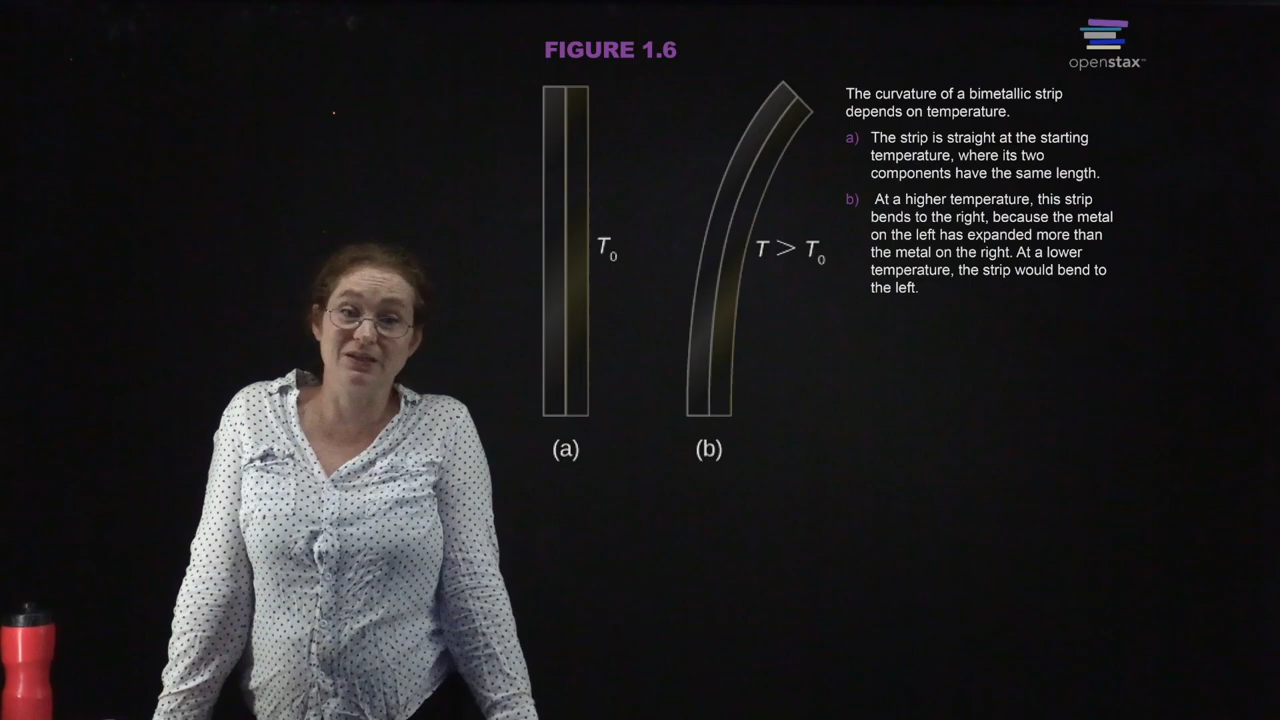 FIGURE 1.6
openstax™
The curvature of a bimetallic strip
depends on temperature.
a) The strip is straight at the starting
temperature, where its two
components have the same length.
b) At a higher temperature, this strip
bends to the right, because the metal
on the left has expanded more than
the metal on the right. At a lower
temperature, the strip would bend to
the left.
T₀
T > T₀
(a)
(b)